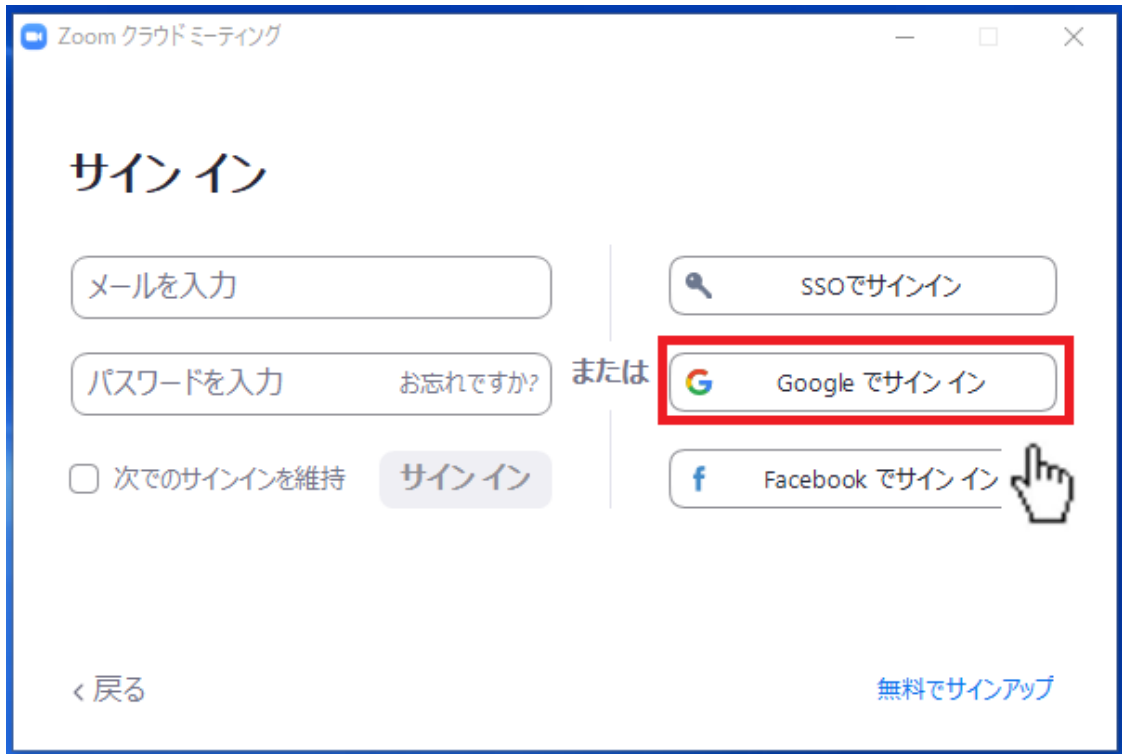 Zoom クラウド ミーティング
サイン イン
メールを入力
パスワードを入力 お忘れですか?
次でのサインインを維持 サイン イン
または
SSOでサインイン
Google でサイン イン
Facebook でサイン イン
‹ 戻る
無料でサインアップ